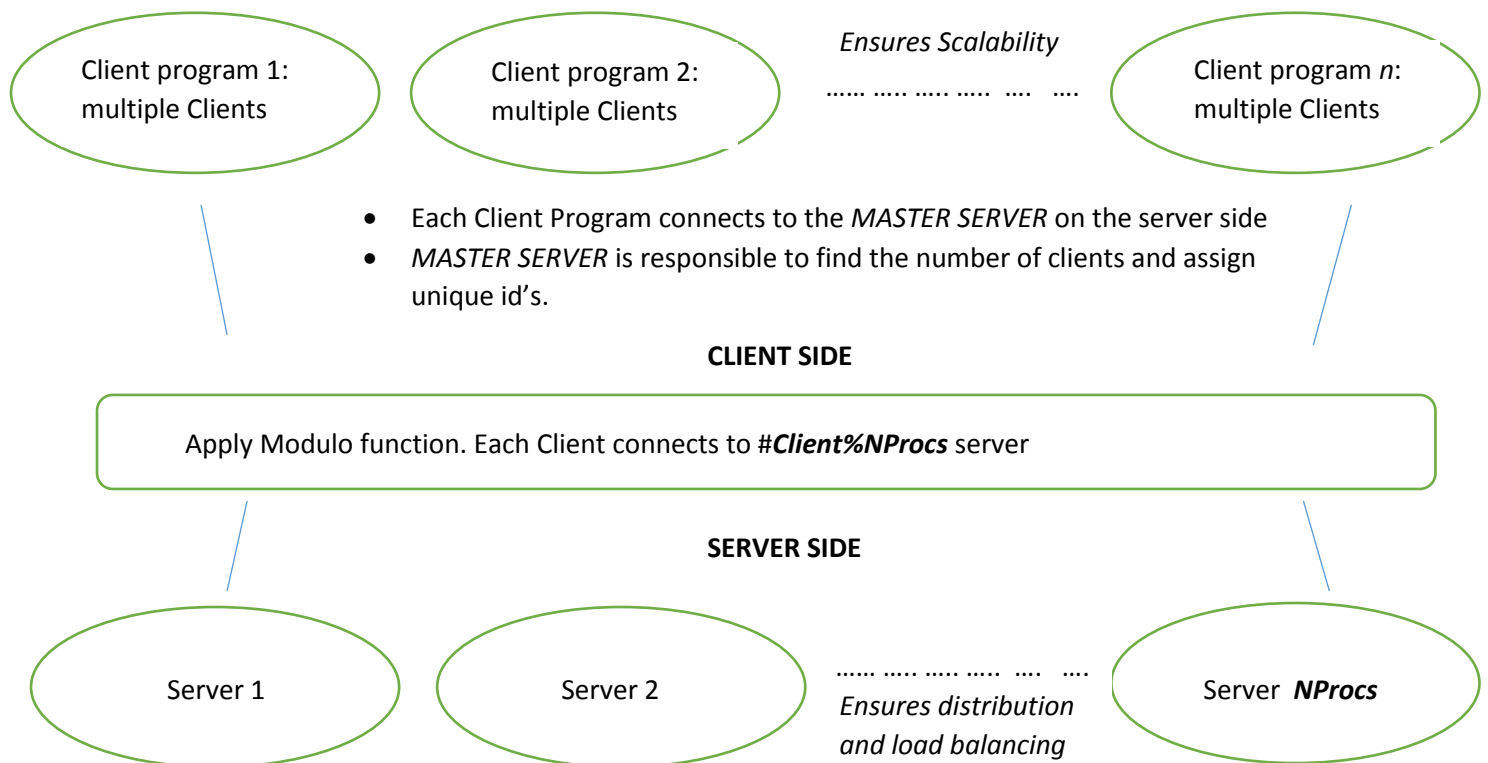 Client program 1:
multiple Clients
Client program 2:
multiple Clients
Ensures Scalability
…… ….. ….. ….. …. ….
Client program n:
multiple Clients
• Each Client Program connects to the MASTER SERVER on the server side
• MASTER SERVER is responsible to find the number of clients and assign
unique id’s.
CLIENT SIDE
Apply Modulo function. Each Client connects to #Client%NProcs server
SERVER SIDE
Server 1
Server 2
…… ….. ….. ….. …. ….
Ensures distribution
and load balancing
Server NProcs